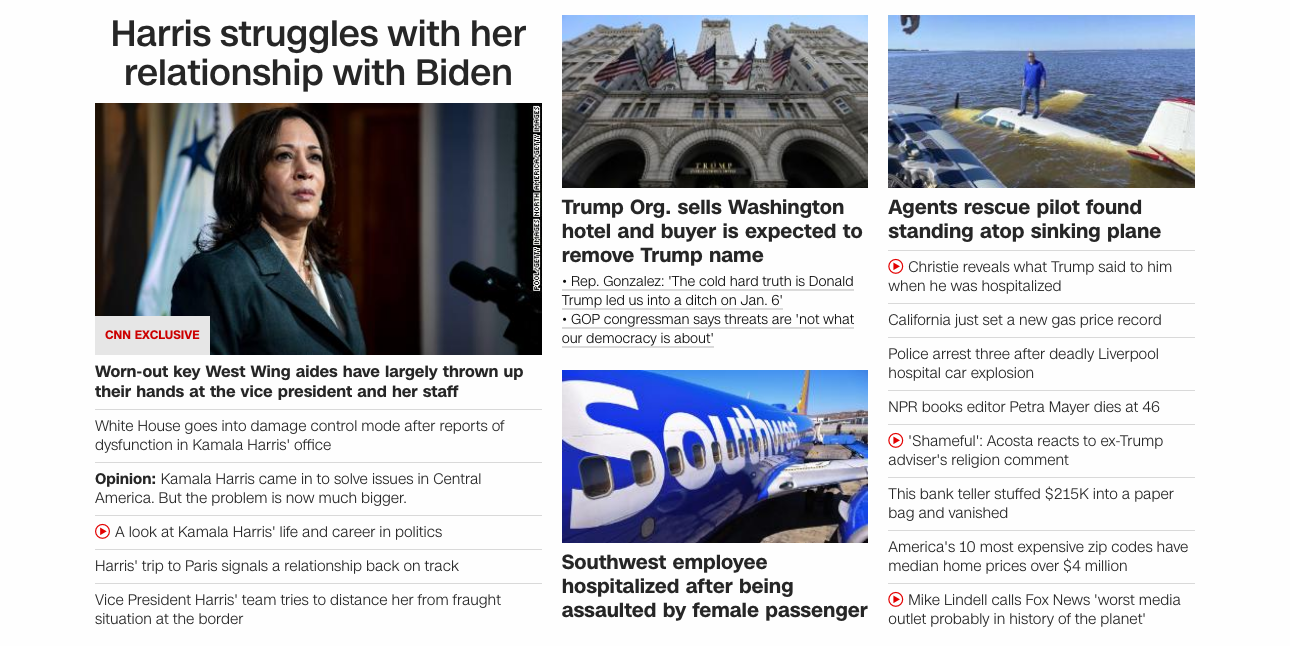 Harris struggles with her
relationship with Biden
POOL/GETTY IMAGES NORTH AMERICA/GETTY IMAGES
CNN EXCLUSIVE
Worn-out key West Wing aides have largely thrown up
their hands at the vice president and her staff
White House goes into damage control mode after reports of
dysfunction in Kamala Harris' office
Opinion: Kamala Harris came in to solve issues in Central
America. But the problem is now much bigger.
A look at Kamala Harris' life and career in politics
Harris' trip to Paris signals a relationship back on track
Vice President Harris' team tries to distance her from fraught
situation at the border
TRUMP
Trump Org. sells Washington
hotel and buyer is expected to
remove Trump name
• Rep. Gonzalez: 'The cold hard truth is Donald
Trump led us into a ditch on Jan. 6'
• GOP congressman says threats are 'not what
our democracy is about'
Southwest
Southwest employee
hospitalized after being
assaulted by female passenger
Agents rescue pilot found
standing atop sinking plane
Christie reveals what Trump said to him
when he was hospitalized
California just set a new gas price record
Police arrest three after deadly Liverpool
hospital car explosion
NPR books editor Petra Mayer dies at 46
'Shameful': Acosta reacts to ex-Trump
adviser's religion comment
This bank teller stuffed $215K into a paper
bag and vanished
America's 10 most expensive zip codes have
median home prices over $4 million
Mike Lindell calls Fox News 'worst media
outlet probably in history of the planet'